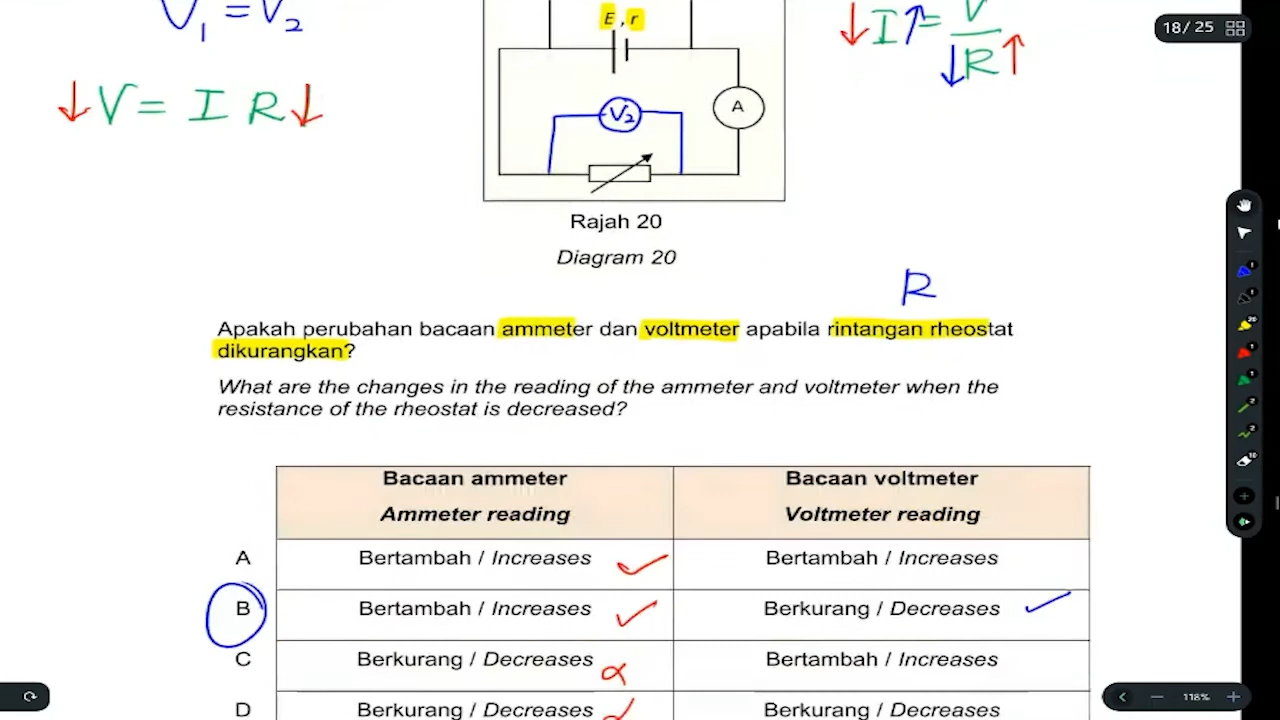 V₁ = V₂
E , r
↓ I ↑ = V / ↓ R ↑
18 / 25
↓ V = I R ↓
V₂
A
Rajah 20
Diagram 20
R
Apakah perubahan bacaan ammeter dan voltmeter apabila rintangan rheostat
dikurangkan?
What are the changes in the reading of the ammeter and voltmeter when the
resistance of the rheostat is decreased?
Bacaan ammeter
Ammeter reading
Bacaan voltmeter
Voltmeter reading
A Bertambah / Increases Bertambah / Increases
B Bertambah / Increases Berkurang / Decreases
C Berkurang / Decreases Bertambah / Increases
D Berkurang / Decreases Berkurang / Decreases
118%